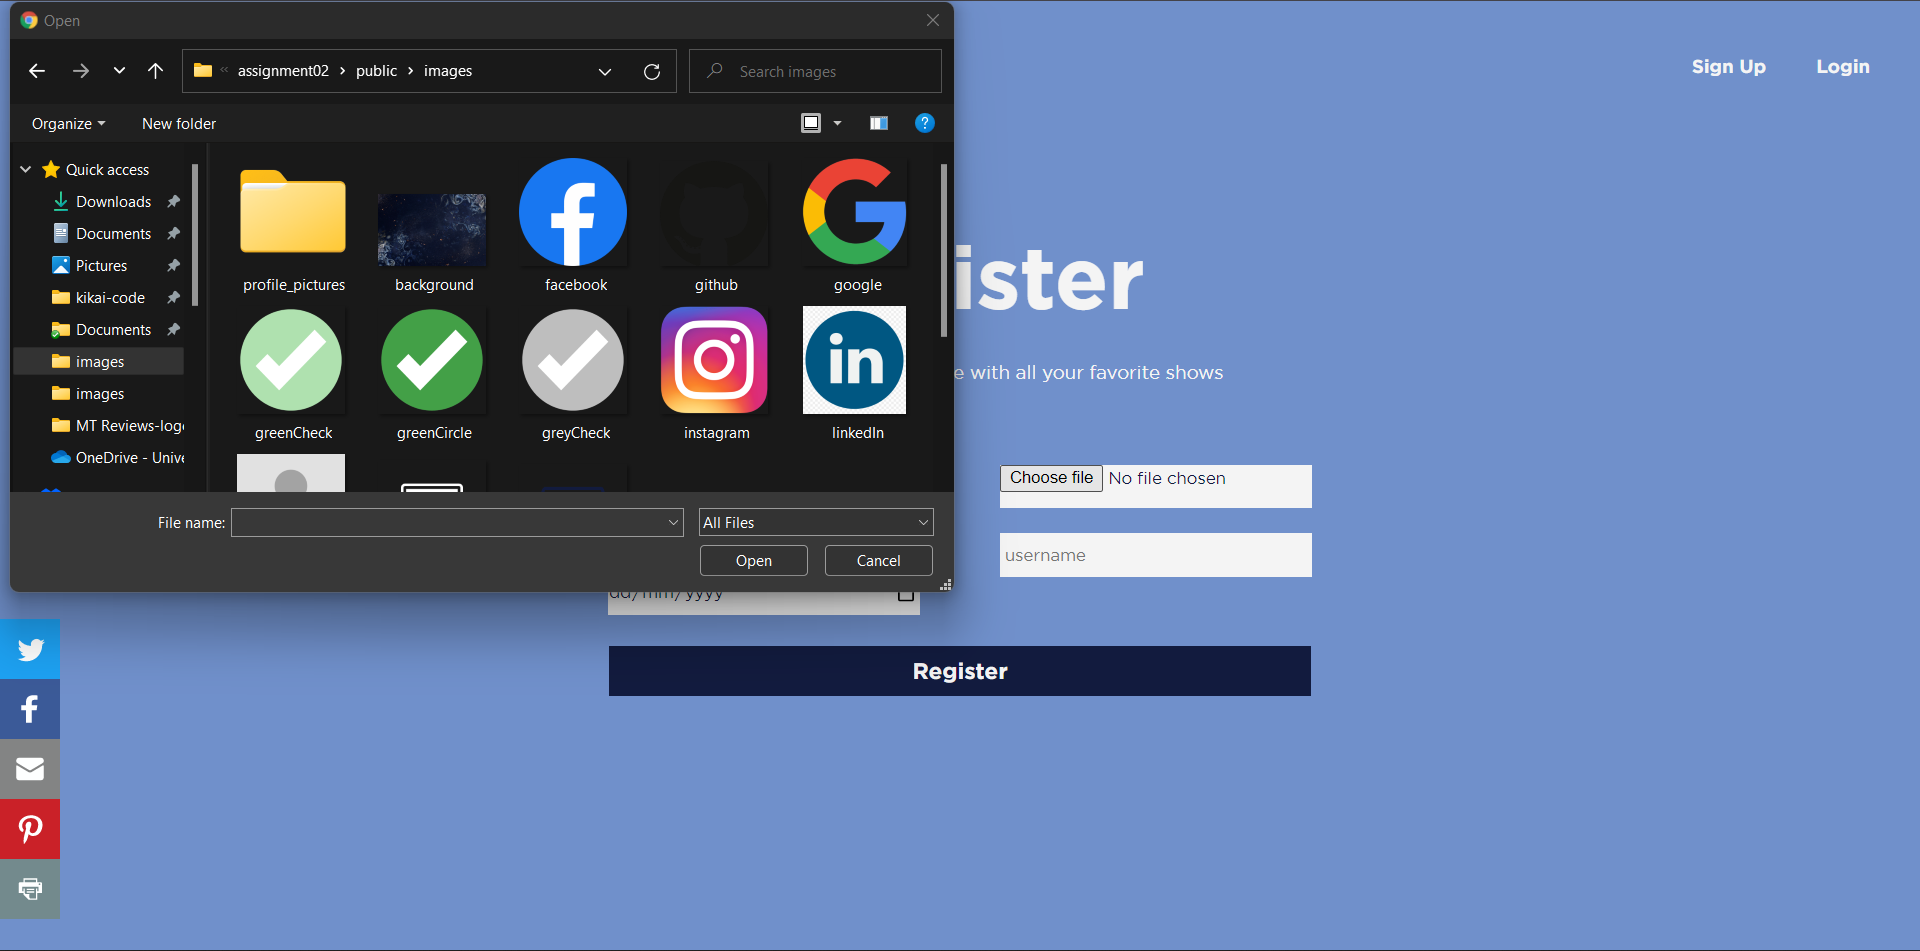 Open
assignment02 > public > images
Search images
Organize
New folder
Quick access
Downloads
Documents
Pictures
kikai-code
Documents
images
images
MT Reviews-log
OneDrive - Unive
profile_pictures
background
facebook
github
google
greenCheck
greenCircle
greyCheck
instagram
linkedIn
File name:
All Files
Open
Cancel
Sign Up
Login
ister
e with all your favorite shows
Choose file No file chosen
username
dd/mm/yyyy
Register